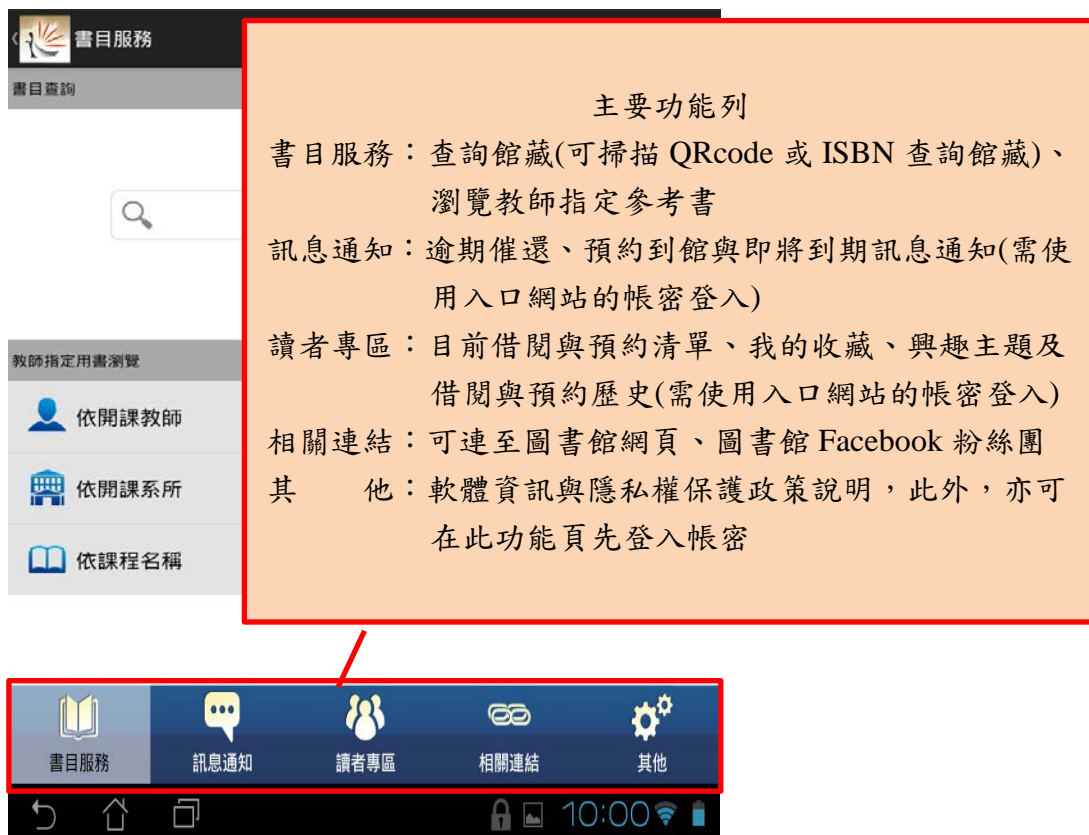 書目服務
書目查詢
主要功能列
書目服務：查詢館藏(可掃描 QRcode 或 ISBN 查詢館藏)、
瀏覽教師指定參考書
訊息通知：逾期催還、預約到館與即將到期訊息通知(需使
用入口網站的帳密登入)
讀者專區：目前借閱與預約清單、我的收藏、興趣主題及
借閱與預約歷史(需使用入口網站的帳密登入)
相關連結：可連至圖書館網頁、圖書館 Facebook 粉絲團
其　　他：軟體資訊與隱私權保護政策說明，此外，亦可
在此功能頁先登入帳密
教師指定用書瀏覽
依開課教師
依開課系所
依課程名稱
書目服務 訊息通知 讀者專區 相關連結 其他
10:00